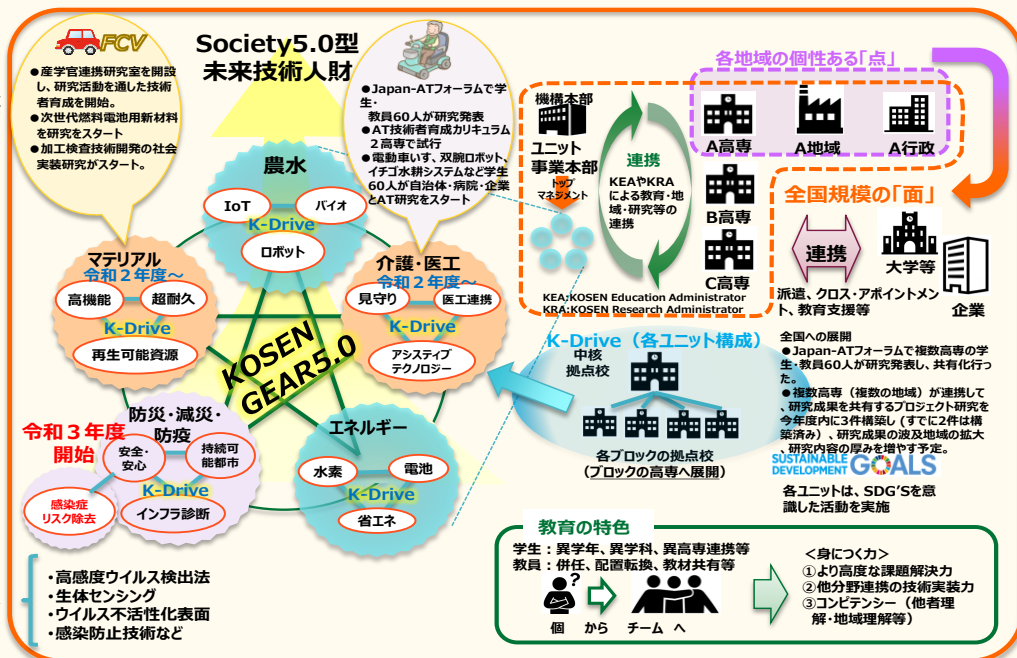 FCV
●産学官連携研究室を開設
し、研究活動を通した技術
者育成を開始。
●次世代燃料電池用新材料
を研究をスタート
●加工検査技術開発の社会
実装研究がスタート。
Society5.0型
未来技術人財
●Japan-ATフォーラムで学
生・
教員60人が研究発表
●AT技術者育成カリキュラム
２高専で試行
●電動車いす、双腕ロボット、
イチゴ水耕システムなど学生
60人が自治体・病院・企業
とAT研究をスタート
農水
IoT
バイオ
K-Drive
ロボット
マテリアル
令和２年度～
高機能
超耐久
K-Drive
再生可能資源
介護・医工
令和２年度～
見守り
医工連携
K-Drive
アシスティブ
テクノロジー
KOSEN
GEAR5.0
防災・減災・
防疫
令和３年度
開始
安全・
安心
持続可
能都市
K-Drive
感染症
リスク除去
インフラ診断
エネルギー
水素
電池
K-Drive
省エネ
・高感度ウイルス検出法
・生体センシング
・ウイルス不活性化表面
・感染防止技術など
各地域の個性ある「点」
機構本部
ユニット
事業本部
トップ
マネジメント
連携
KEAやKRA
による教育・地
域・研究等の
連携
A高専
A地域
A行政
B高専
C高専
KEA:KOSEN Education Administrator
KRA:KOSEN Research Administrator
全国規模の「面」
連携
大学等
企業
派遣、クロス・アポイントメン
ト、教育支援等
K-Drive（各ユニット構成）
中核
拠点校
各ブロックの拠点校
（ブロックの高専へ展開）
全国への展開
●Japan-ATフォーラムで複数高専の学
生・教員60人が研究発表し、共有化行っ
た。
●複数高専（複数の地域）が連携して
、研究成果を共有するプロジェクト研究を
今年度内に3件構築し (すでに2件は構
築済み）、研究成果の波及地域の拡大
、研究内容の厚みを増やす予定。
SUSTAINABLE
DEVELOPMENT
GOALS
各ユニットは、SDG'Sを意
識した活動を実施
教育の特色
学生：異学年、異学科、異高専連携等
教員：併任、配置転換、教材共有等
?
個 から チーム へ
＜身につく力＞
①より高度な課題解決力
②他分野連携の技術実装力
③コンピテンシー（他者理
解・地域理解等）